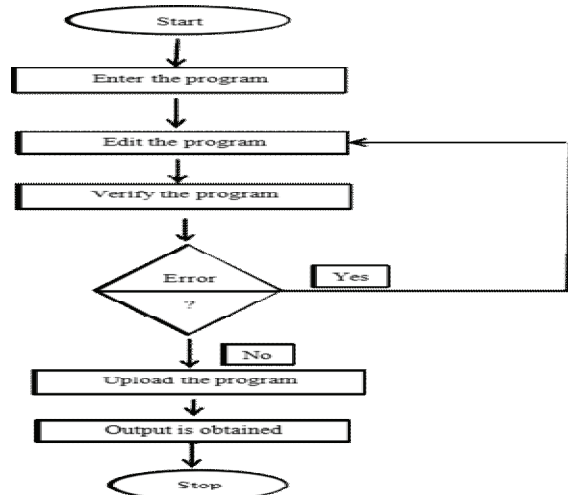 Start
Enter the program
Edit the program
Verify the program
Error
Yes
?
No
Upload the program
Output is obtained
Stop